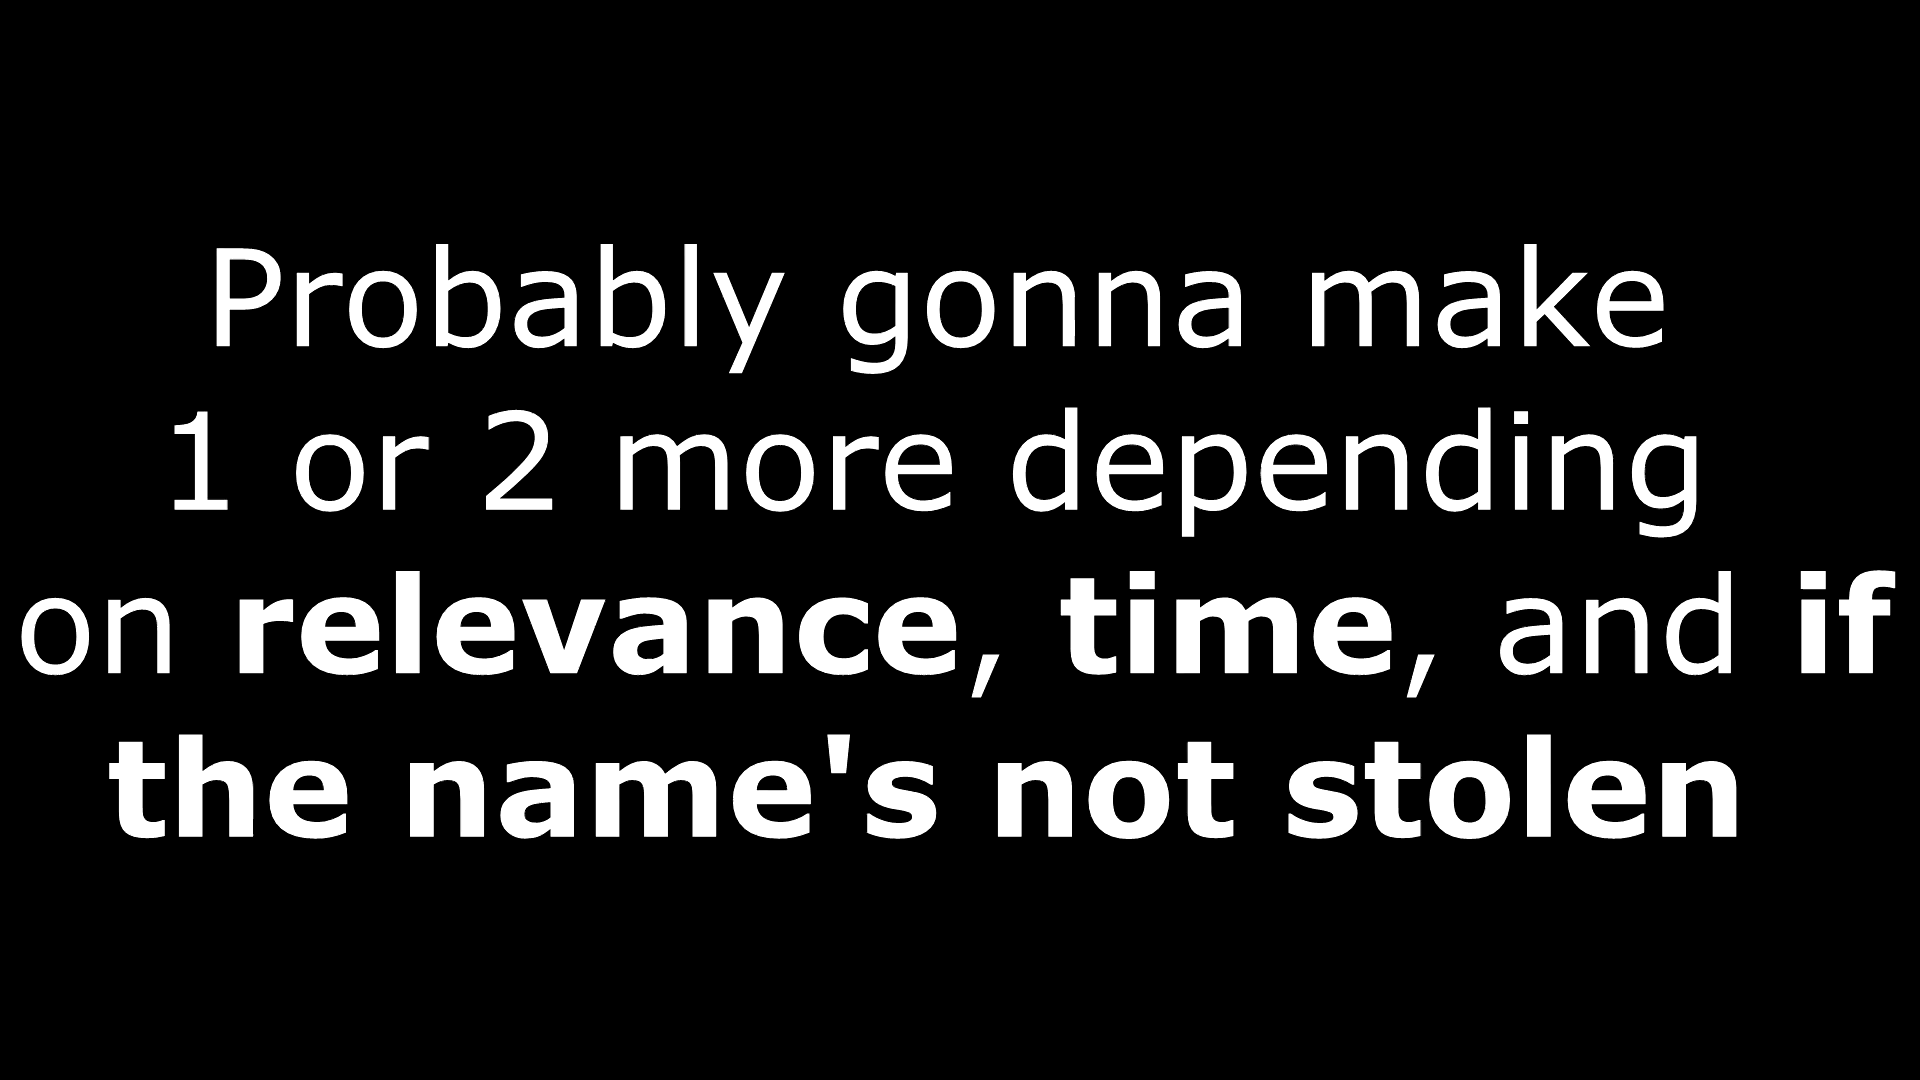 Probably gonna make
1 or 2 more depending
on relevance, time, and if
the name's not stolen